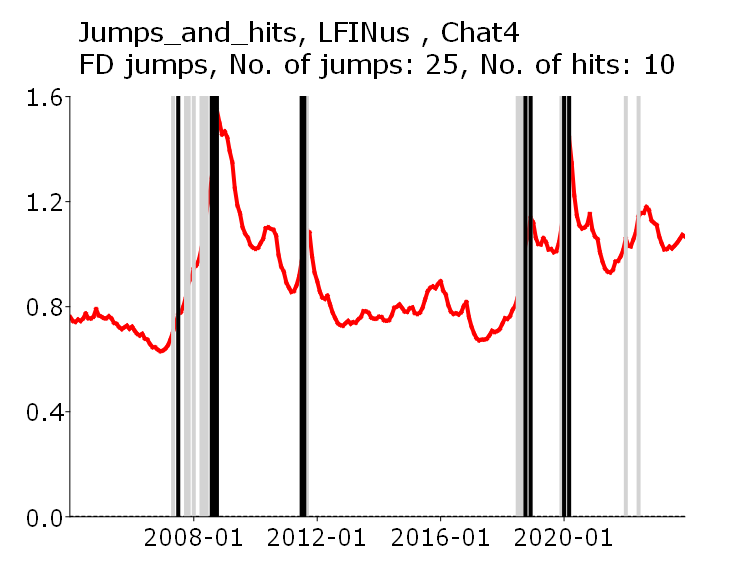 Jumps_and_hits, LFINus , Chat4
FD jumps, No. of jumps: 25, No. of hits: 10
1.6
1.2
0.8
0.4
0.0
2008-01 2012-01 2016-01 2020-01